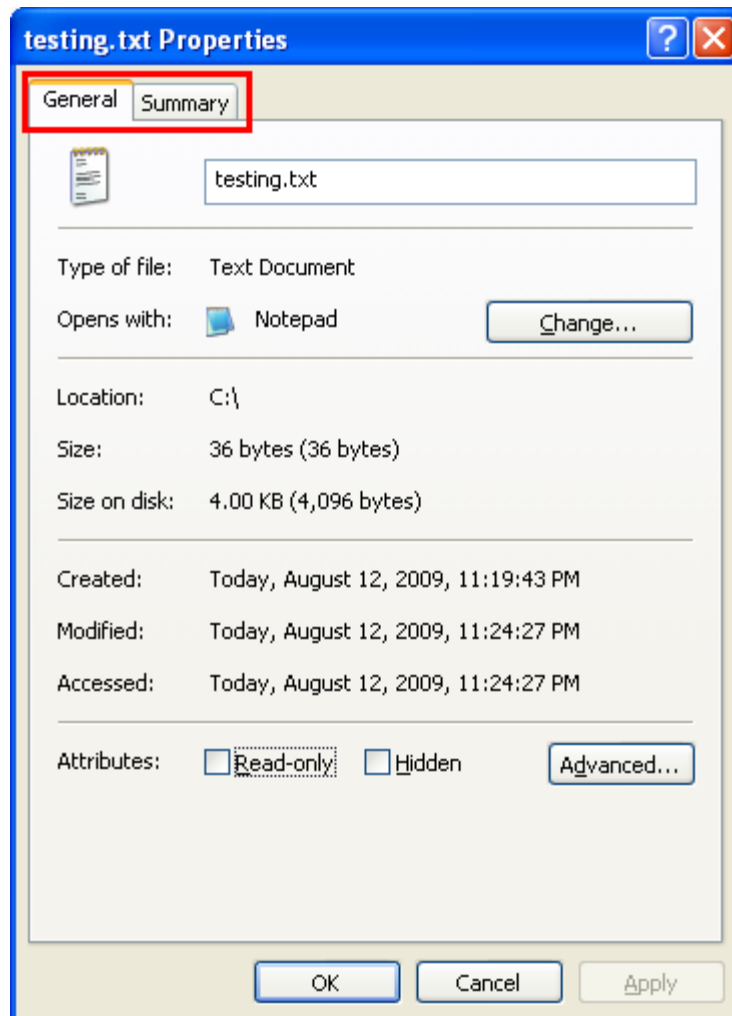 testing.txt Properties
General Summary
testing.txt
Type of file: Text Document
Opens with: Notepad Change...
Location: C:\
Size: 36 bytes (36 bytes)
Size on disk: 4.00 KB (4,096 bytes)
Created: Today, August 12, 2009, 11:19:43 PM
Modified: Today, August 12, 2009, 11:24:27 PM
Accessed: Today, August 12, 2009, 11:24:27 PM
Attributes: Read-only Hidden Advanced...
OK Cancel Apply